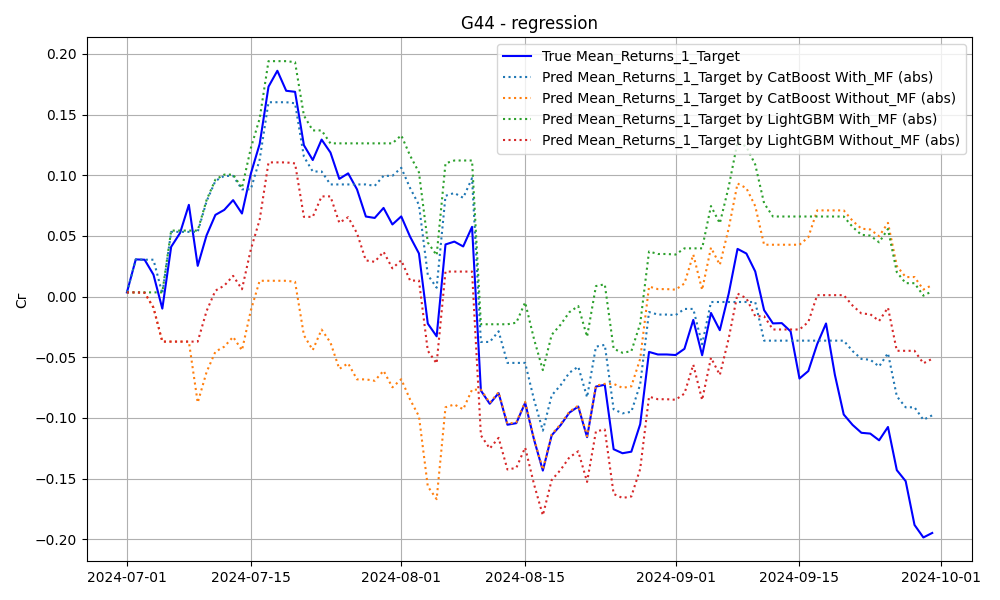 G44 - regression
True Mean_Returns_1_Target
Pred Mean_Returns_1_Target by CatBoost With_MF (abs)
Pred Mean_Returns_1_Target by CatBoost Without_MF (abs)
Pred Mean_Returns_1_Target by LightGBM With_MF (abs)
Pred Mean_Returns_1_Target by LightGBM Without_MF (abs)
Cr
0.20
0.15
0.10
0.05
0.00
−0.05
−0.10
−0.15
−0.20
2024-07-01
2024-07-15
2024-08-01
2024-08-15
2024-09-01
2024-09-15
2024-10-01